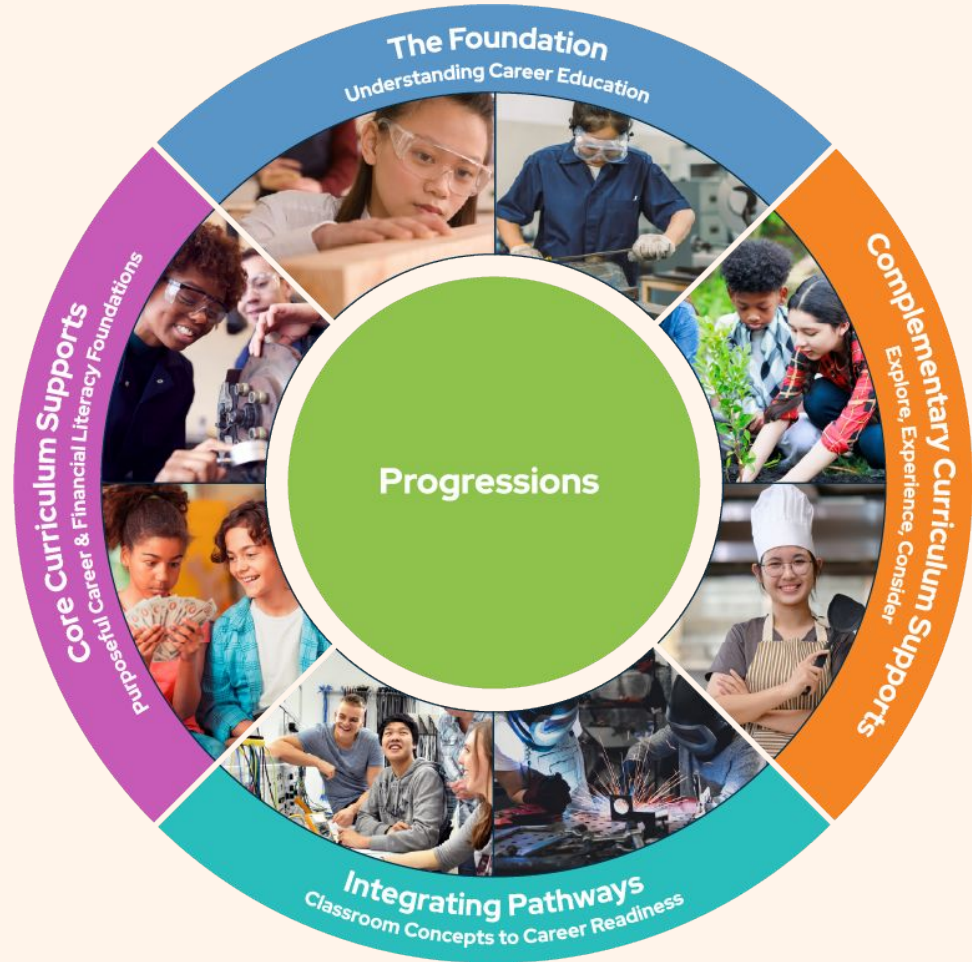 The Foundation
Understanding Career Education
Complementary Curriculum Supports
Explore, Experience, Consider
Integrating Pathways
Classroom Concepts to Career Readiness
Core Curriculum Supports
Purposeful Career & Financial Literacy Foundations
Progressions